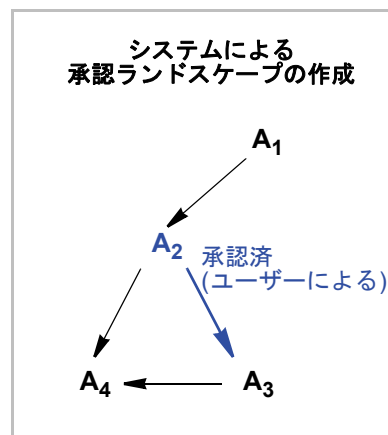 システムによる
承認ランドスケープの作成
A₁
A₂
承認済
(ユーザーによる)
A₄
A₃